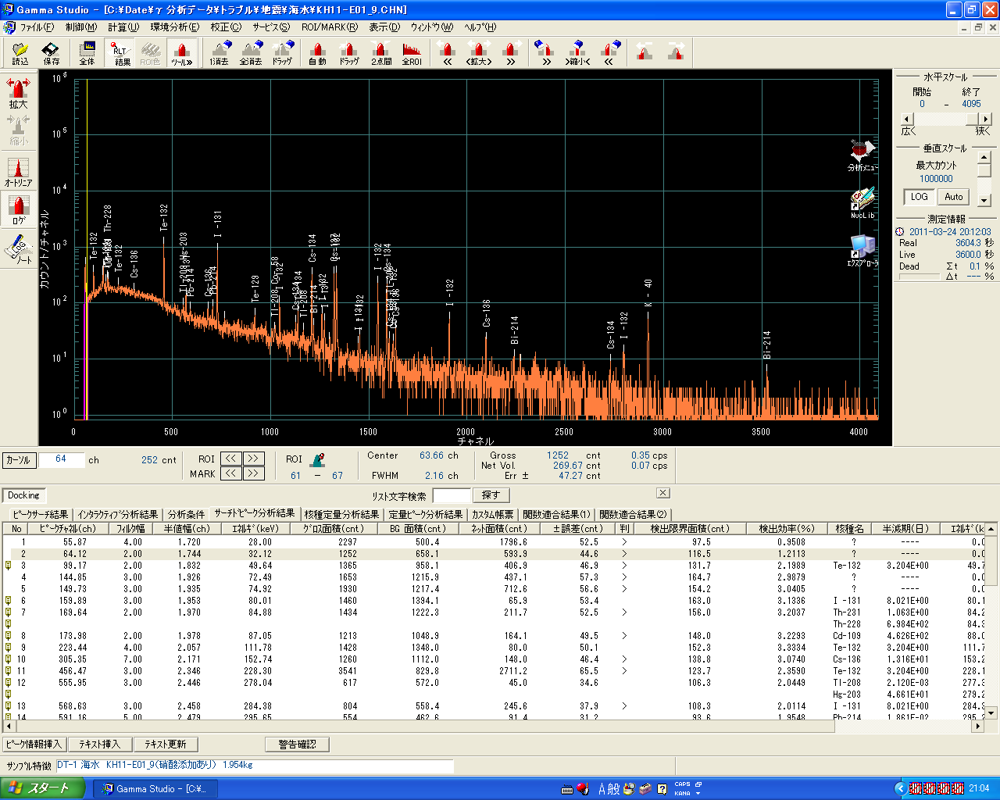 Gamma Studio - [C:¥Date¥γ分析データ¥トラブル¥地震¥海水¥KH11-E01_9.CHN]
ﾌｧｲﾙ(F) 制御(M) 計算(U) 環境分析(E) 校正(C) ｻｰﾋﾞｽ(S) ROI/MARK(R) 表示(D) ｳｨﾝﾄﾞｳ(W) ﾍﾙﾌﾟ(H)
読込 保存 全体 結果 ROI色 ﾂｰﾙ» 1消去 全消去 ﾄﾞﾗｯｸﾞ 自動 ﾄﾞﾗｯｸﾞ 2点間 全ROI << <拡大> >> >> >縮小< <<
RLT
拡大
縮小
ｵｰﾄﾘﾆｱ
ﾛｸﾞ
ﾉｰﾄ
カウント/チャネル
10^6
10^5
10^4
10^3
10^2
10^1
10^0
Te-132 Th-228 Te-132 Cs-136 Te-132 Hg-203 I -131 Te-129 Cs-134 I -132 Cs-134 I -132 Cs-136 Bi-214 Cs-134 I -132 K - 40 Bi-214
0 500 1000 1500 2000 2500 3000 3500 4000
チャネル
分析ﾒﾆｭｰ
NucLib
ｴｸｽﾌﾟﾛｰﾗ
水平スケール
開始 終了
0 - 4095
広く 狭く
垂直スケール
最大カウント
1000000
LOG Auto
測定情報
2011-03-24 20:12:03
Real 3604.3 秒
Live 3600.0 秒
Dead Σt 0.1 %
Δt --- %
ｶｰｿﾙ 64 ch 252 cnt
ROI << >>
MARK << >>
ROI
61 - 67
Center 63.66 ch
FWHM 2.16 ch
Gross 1252 cnt 0.35 cps
Net Vol. 269.67 cnt 0.07 cps
Err ± 47.27 cnt
Docking リスト文字検索 探す
ﾋﾟｰｸｻｰﾁ結果 ｲﾝﾀﾗｸﾃｨﾌﾞ分析結果 分析条件 ｻｰﾁﾄﾞﾋﾟｰｸ分析結果 核種定量分析結果 定量ﾋﾟｰｸ分析結果 ｶｽﾀﾑ帳票 関数適合結果(1) 関数適合結果(2)
No ﾋﾟｰｸﾁｬﾈﾙ(ch) ﾌｨﾙﾀ幅 半値幅(ch) ｴﾈﾙｷﾞ(keV) ｸﾞﾛｽ面積(cnt) BG 面積(cnt) ﾈｯﾄ面積(cnt) ±誤差(cnt) 判 検出限界面積(cnt) 検出効率(%) 核種名 半減期(日) ｴﾈﾙｷﾞ(k
1 55.87 4.00 1.720 28.00 2297 500.4 1796.6 52.5 > 97.5 0.9508 ? ---- 0.0
2 64.12 2.00 1.744 32.12 1252 658.1 593.9 44.6 > 116.5 1.2113 ? ---- 0.0
3 99.17 2.00 1.832 49.64 1365 958.1 406.9 46.9 > 131.7 2.1989 Te-132 3.204E+00 49.7
4 144.85 3.00 1.926 72.49 1653 1215.9 437.1 57.3 > 164.7 2.9879 ? ---- 0.0
5 149.73 3.00 1.935 74.92 1930 1217.4 712.6 56.6 > 154.2 3.0405 ? ---- 0.0
6 159.89 3.00 1.953 80.01 1460 1394.1 65.9 53.4 163.0 3.1336 I -131 8.021E+00 80.1
7 169.64 2.00 1.970 84.88 1434 1222.3 211.7 52.5 > 156.0 3.2037 Th-231 1.063E+00 84.2
Th-228 6.984E+02 84.3
8 173.98 2.00 1.978 87.05 1213 1048.9 164.1 49.5 > 148.0 3.2293 Cd-109 4.626E+02 88.0
9 223.44 4.00 2.057 111.78 1428 1348.0 80.0 50.1 152.3 3.3334 Te-132 3.204E+00 111.7
10 305.35 7.00 2.171 152.74 1260 1112.0 148.0 46.4 > 138.8 3.0740 Cs-136 1.316E+01 153.2
11 456.47 3.00 2.346 228.30 3541 829.8 2711.2 65.5 > 123.7 2.3590 Te-132 3.204E+00 228.1
12 555.95 3.00 2.446 278.04 617 572.0 45.0 34.6 106.3 2.0449 Tl-208 2.120E-03 277.3
Hg-203 4.661E+01 279.2
13 568.63 3.00 2.458 284.38 804 558.4 245.6 37.9 > 108.3 2.0114 I -131 8.021E+00 284.3
14 591.16 5.00 2.479 295.65 554 462.6 91.4 31.2 93.6 1.9548 Pb-214 1.861E-02 295.2
ﾋﾟｰｸ情報挿入 ﾃｷｽﾄ挿入 ﾃｷｽﾄ更新 警告確認
ｻﾝﾌﾟﾙ特徴 DT-1 海水 KH11-E01_9(硝酸添加あり) 1.954kg
スタート Gamma Studio - [C:¥... A 般 CAPS KANA 21:04